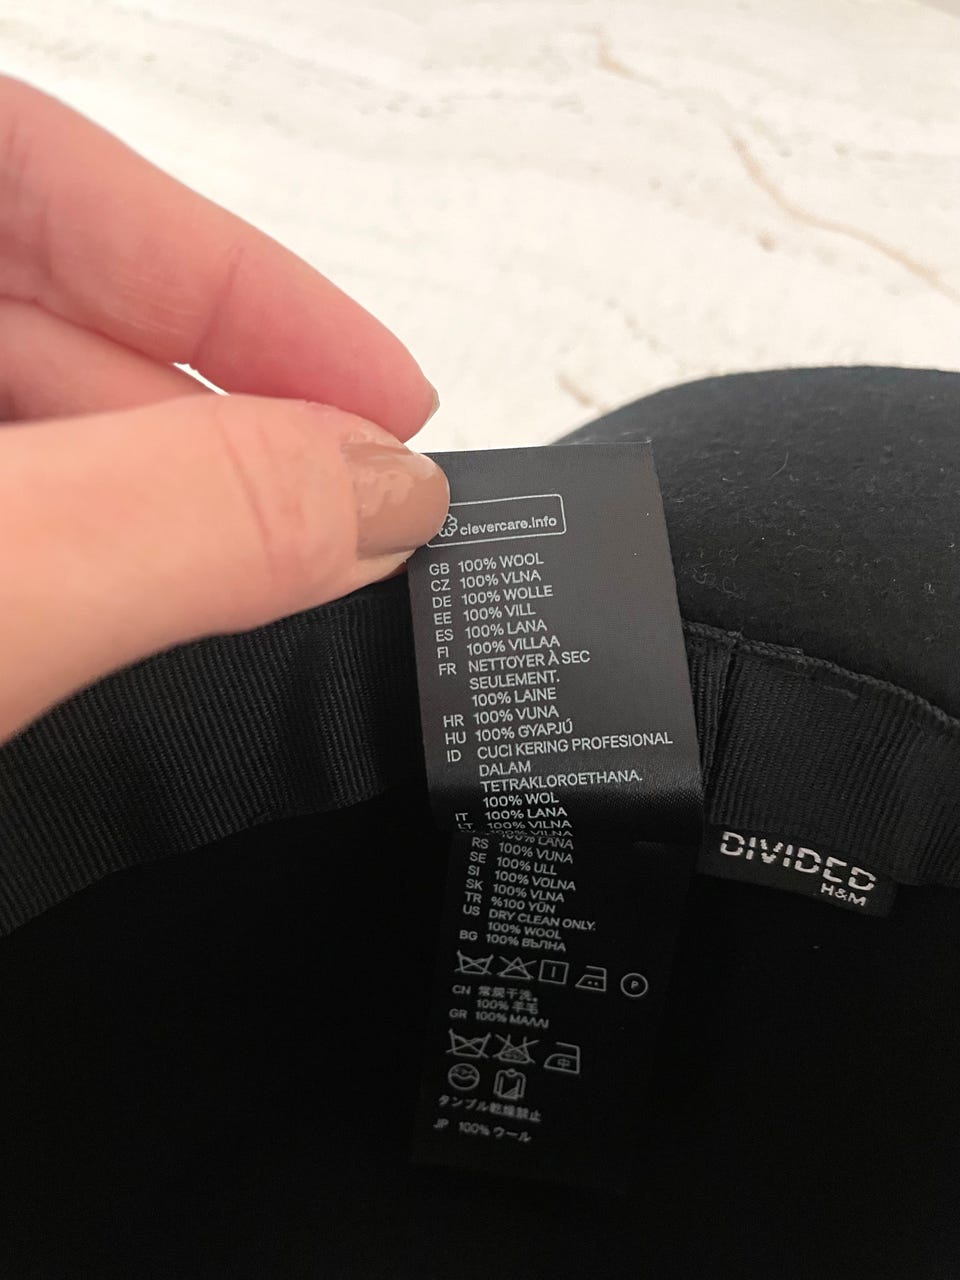 clevercare.info
GB 100% WOOL
CZ 100% VLNA
DE 100% WOLLE
EE 100% VILL
ES 100% LANA
FI 100% VILLAA
FR NETTOYER À SEC
SEULEMENT.
100% LAINE
HR 100% VUNA
HU 100% GYAPJÚ
ID CUCI KERING PROFESIONAL
DALAM
TETRAKLOROETHANA.
100% WOL
IT 100% LANA
LT 100% VILNA
100% VILNA
100% LANA
RS 100% VUNA
SE 100% ULL
SI 100% VOLNA
SK 100% VLNA
TR %100 YÜN
US DRY CLEAN ONLY.
100% WOOL
BG 100% ВЪЛНА
P
CN 常规干洗。
100% 羊毛
GR 100% ΜΑΛΛΙ
中
タンブル乾燥禁止
JP 100% ウール
DIVIDED
H&M